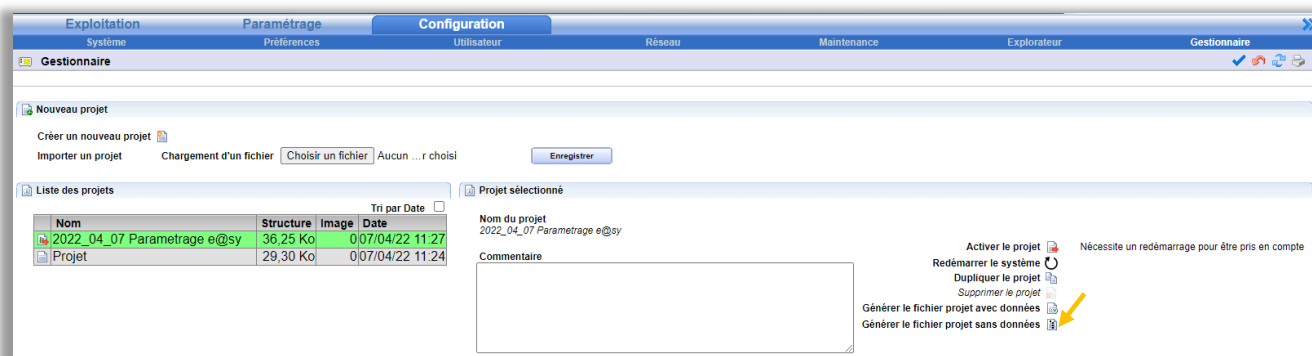 Exploitation Paramétrage Configuration
Système Préférences Utilisateur Réseau Maintenance Explorateur Gestionnaire
Gestionnaire
Nouveau projet
Créer un nouveau projet
Importer un projet Chargement d'un fichier Choisir un fichier Aucun …r choisi Enregistrer
Liste des projets
Tri par Date
Nom Structure Image Date
2022_04_07 Parametrage e@sy 36,25 Ko 0 07/04/22 11:27
Projet 29,30 Ko 0 07/04/22 11:24
Projet sélectionné
Nom du projet
2022_04_07 Parametrage e@sy
Commentaire
Activer le projet Nécessite un redémarrage pour être pris en compte
Redémarrer le système
Dupliquer le projet
Supprimer le projet
Générer le fichier projet avec données
Générer le fichier projet sans données